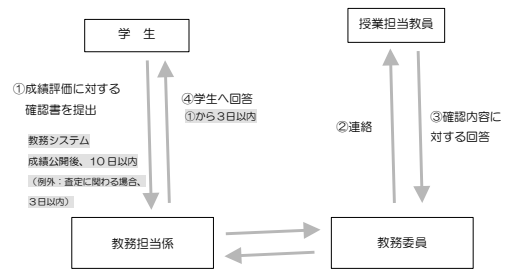 学 生
授業担当教員
①成績評価に対する
確認書を提出
④学生へ回答
①から3日以内
教務システム
成績公開後、10日以内
（例外：査定に関わる場合、
3日以内）
②連絡
③確認内容に
対する回答
教務担当係
教務委員